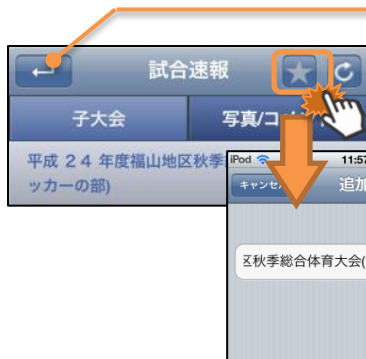 試合速報
子大会
写真/コ
平成 24 年度福山地区秋季
ッカーの部)
iPod
11:57
キャンセ
追加
区秋季総合体育大会(